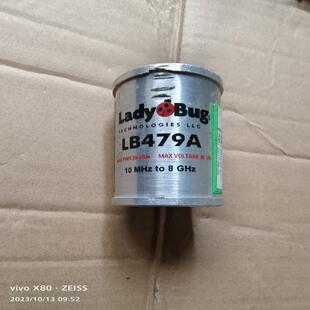 LadyBug
TECHNOLOGIES LLC
LB479A
MAX VOLTAGE
10 MHz to 8 GHz
vivo X80 · ZEISS
2023/10/13 09:52